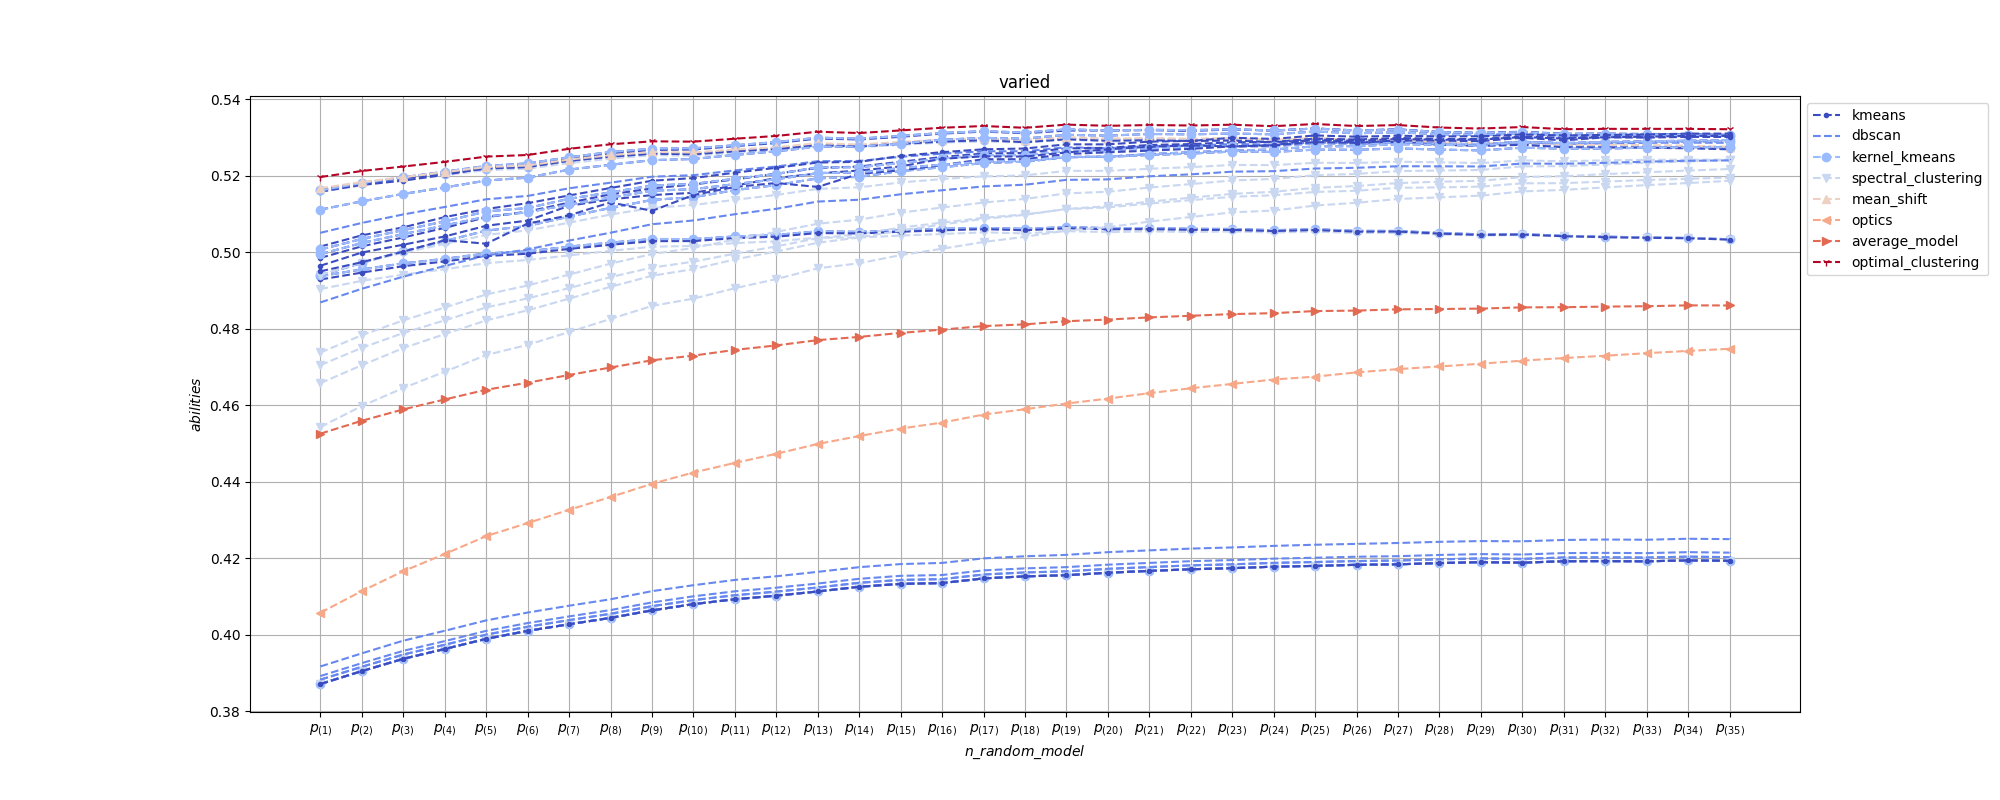 varied
0.54
0.52
0.50
0.48
0.46
0.44
0.42
0.40
0.38
abilities
p(1) p(2) p(3) p(4) p(5) p(6) p(7) p(8) p(9) p(10) p(11) p(12) p(13) p(14) p(15) p(16) p(17) p(18) p(19) p(20) p(21) p(22) p(23) p(24) p(25) p(26) p(27) p(28) p(29) p(30) p(31) p(32) p(33) p(34) p(35)
n_random_model
kmeans
dbscan
kernel_kmeans
spectral_clustering
mean_shift
optics
average_model
optimal_clustering